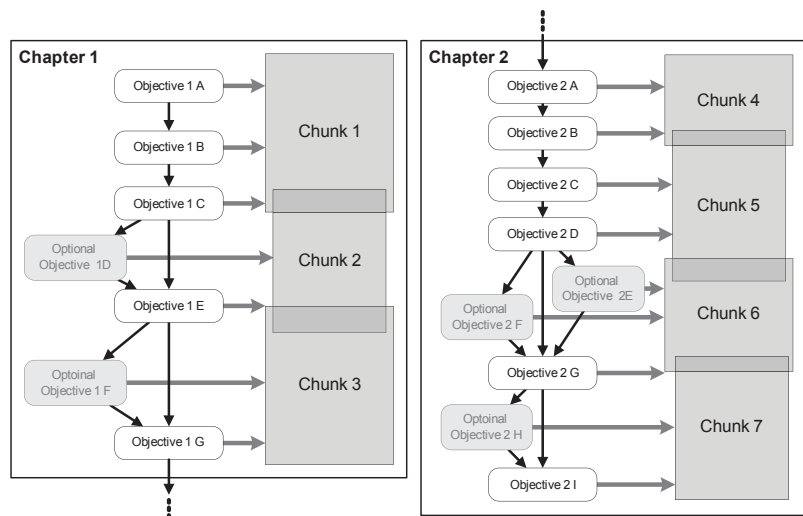 Chapter 1
Objective 1 A
Chunk 1
Objective 1 B
Objective 1 C
Optional
Objective 1D
Chunk 2
Objective 1 E
Optoinal
Objective 1 F
Chunk 3
Objective 1 G
Chapter 2
Objective 2 A
Chunk 4
Objective 2 B
Objective 2 C
Chunk 5
Objective 2 D
Optional
Objective 2E
Optional
Objective 2 F
Chunk 6
Objective 2 G
Optoinal
Objective 2 H
Chunk 7
Objective 2 I